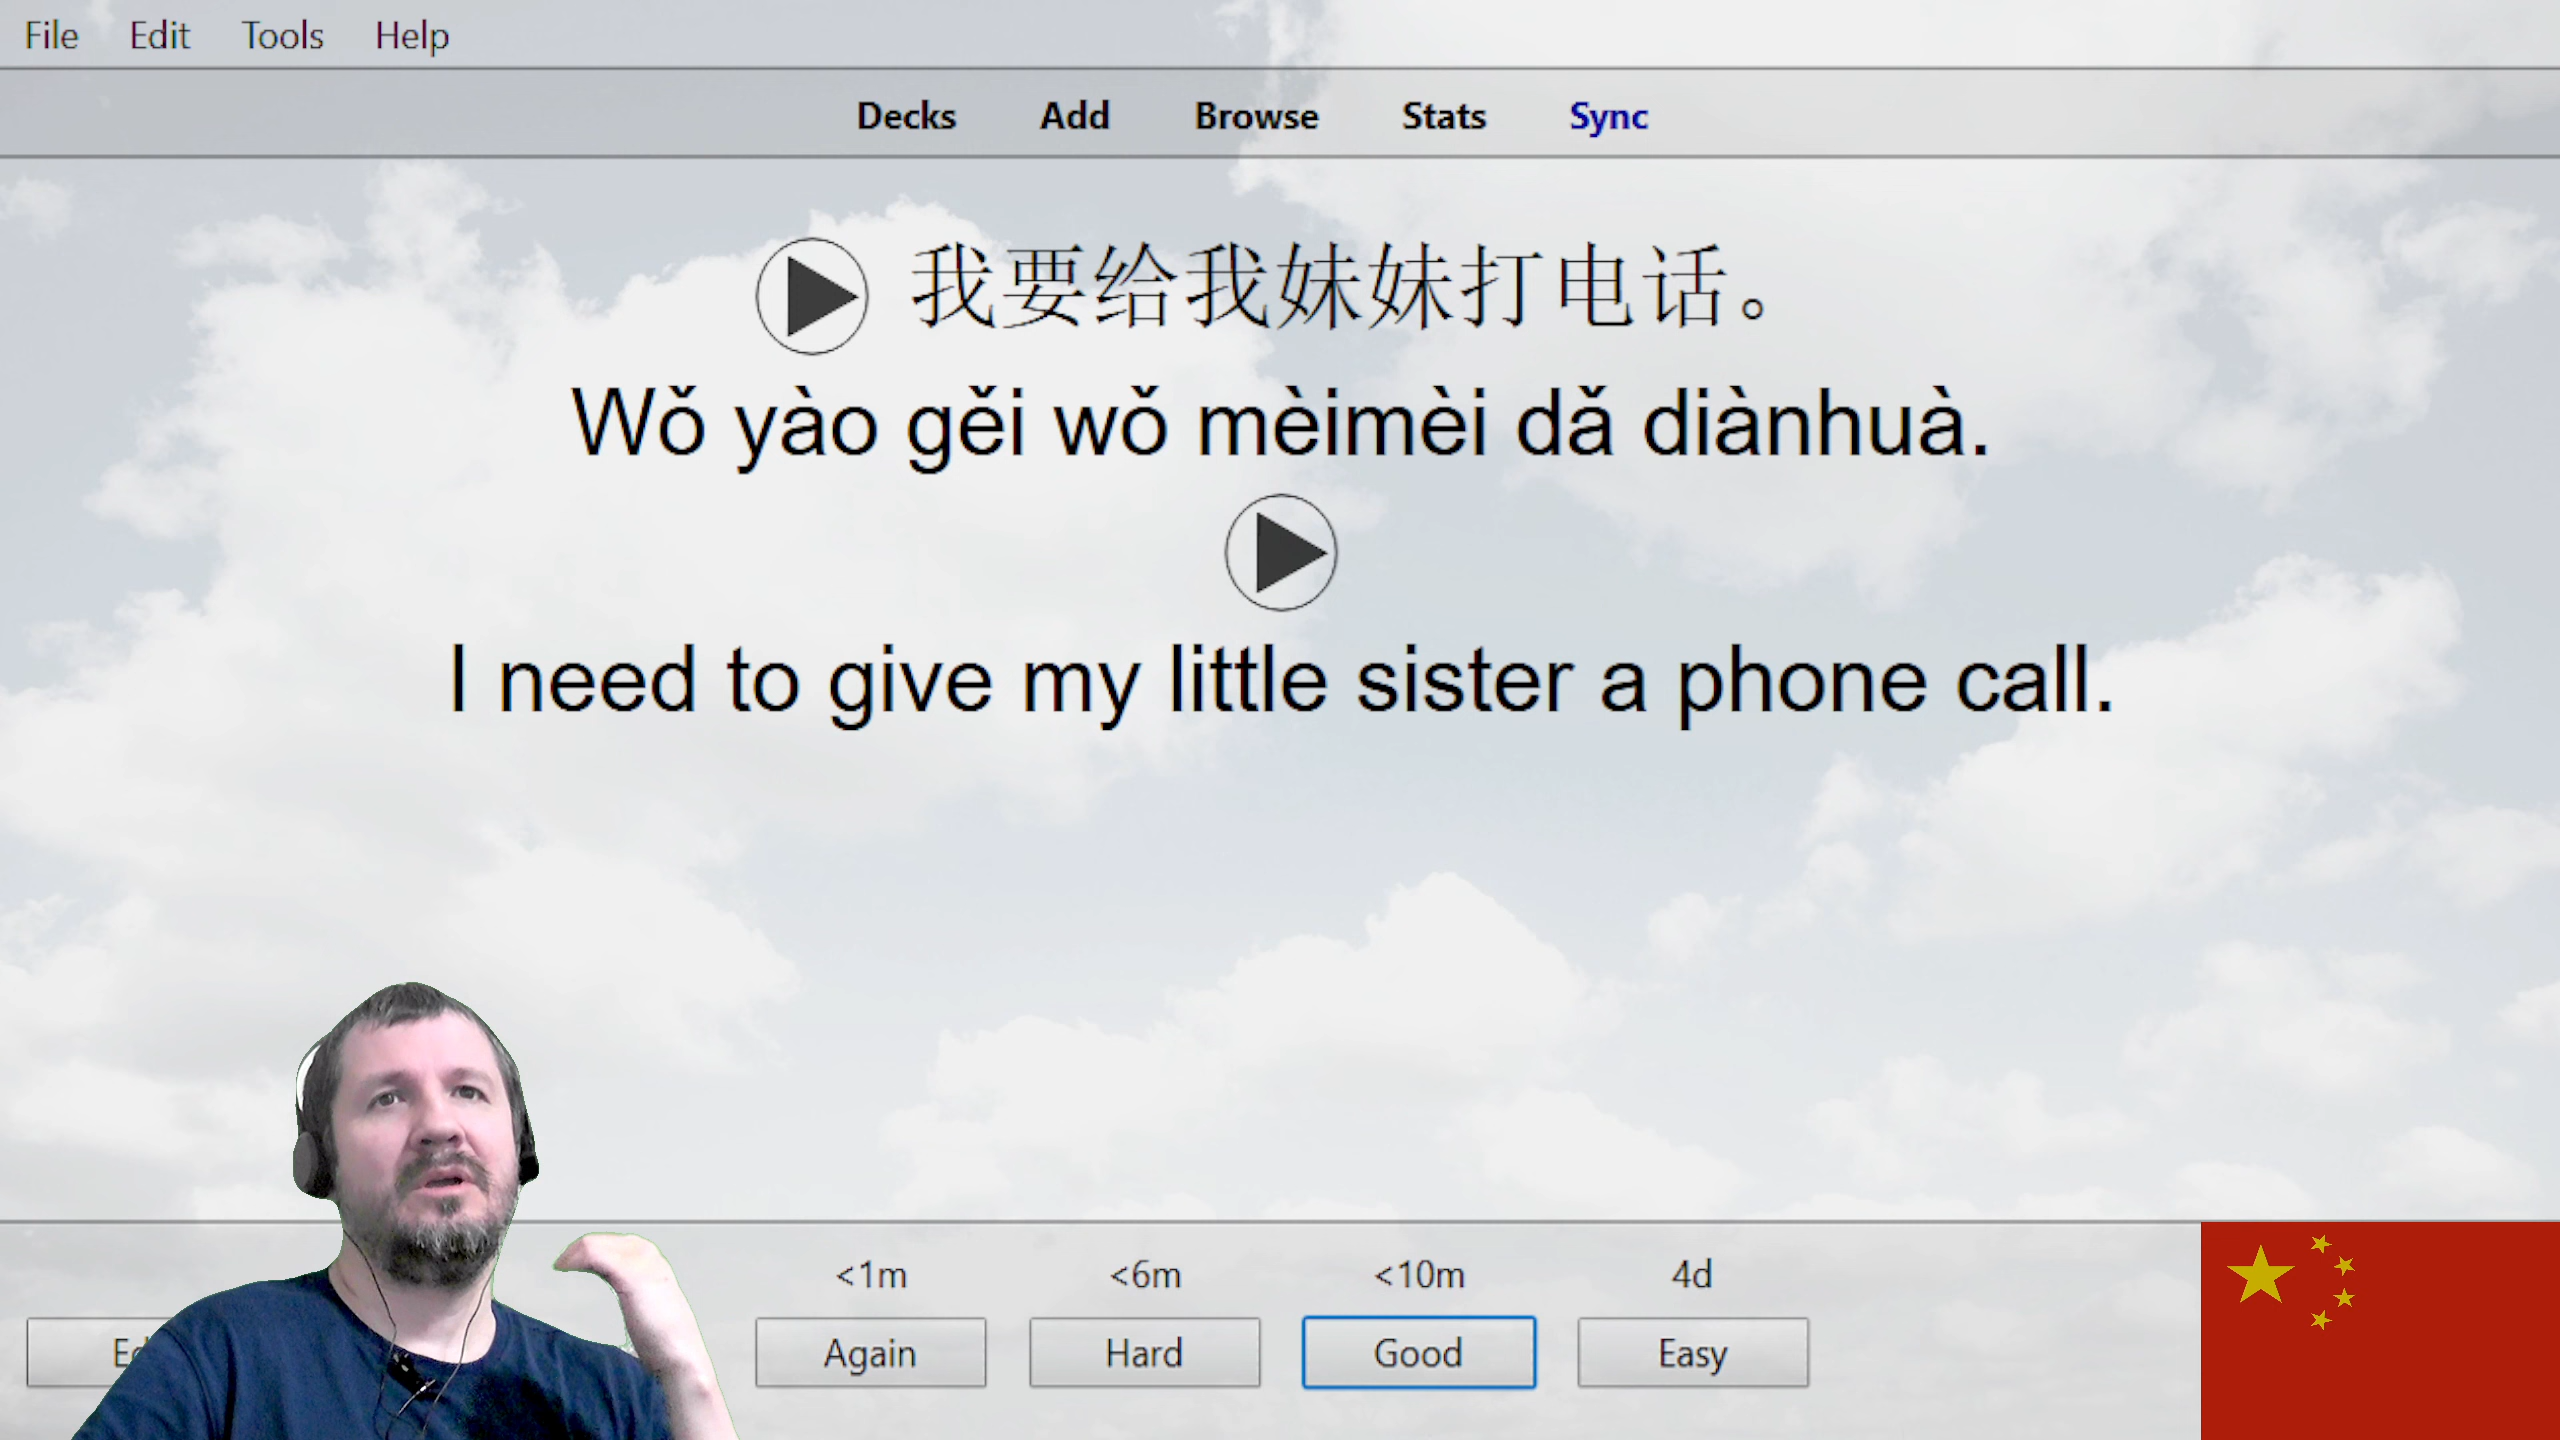 File Edit Tools Help
Decks Add Browse Stats Sync
我要给我妹妹打电话。
Wǒ yào gěi wǒ mèimèi dǎ diànhuà.
I need to give my little sister a phone call.
<1m <6m <10m 4d
Again Hard Good Easy